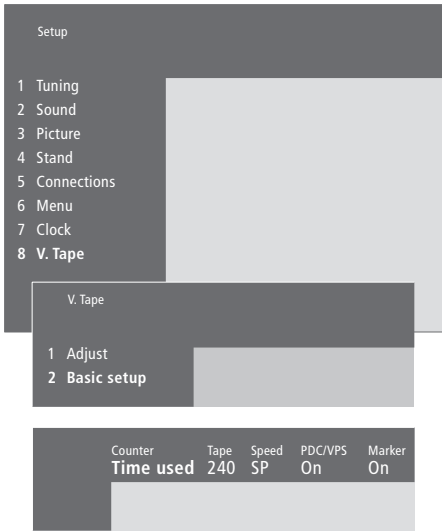 Setup
1 Tuning
2 Sound
3 Picture
4 Stand
5 Connections
6 Menu
7 Clock
8 V. Tape
V. Tape
1 Adjust
2 Basic setup
Counter Tape Speed PDC/VPS Marker
Time used 240 SP On On